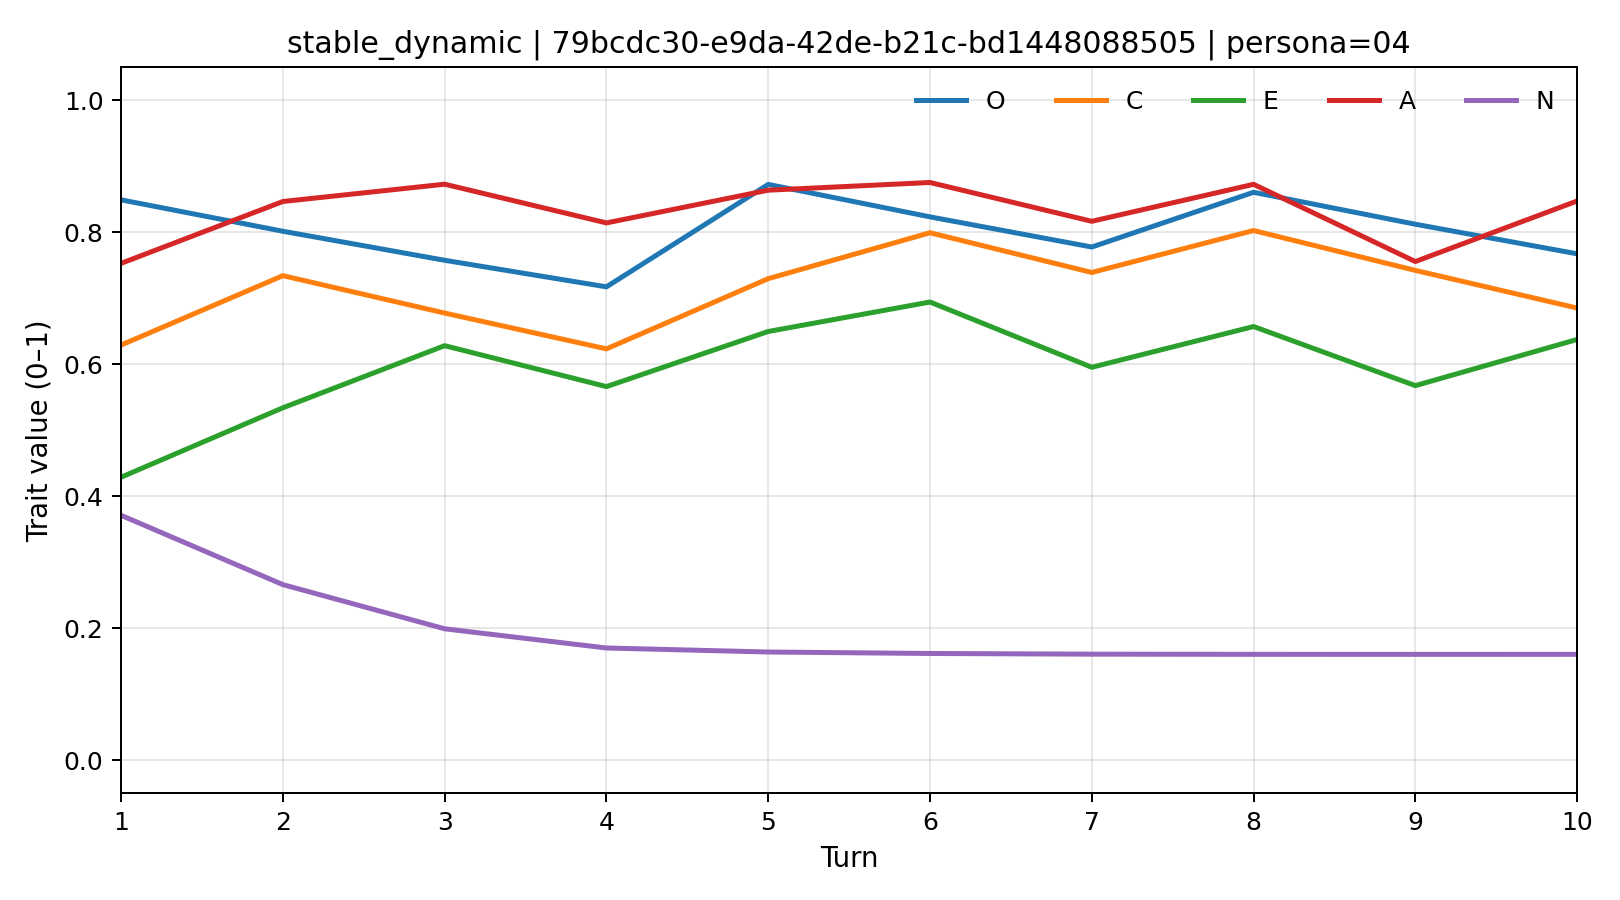 stable_dynamic | 79bcdc30-e9da-42de-b21c-bd1448088505 | persona=04
O C E A N
1.0
0.8
0.6
0.4
0.2
0.0
Trait value (0–1)
1 2 3 4 5 6 7 8 9 10
Turn